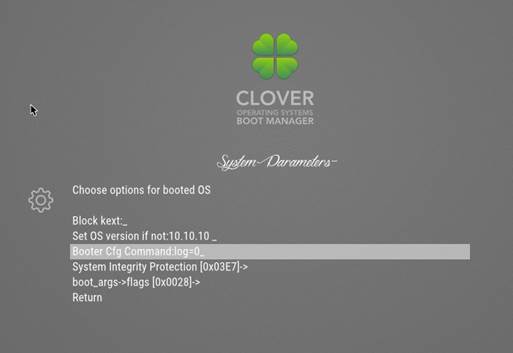 CLOVER
OPERATING SYSTEMS
BOOT MANAGER
System Parameters
Choose options for booted OS
Block kext:_
Set OS version if not:10.10.10 _
Booter Cfg Command:log=0_
System Integrity Protection [0x03E7]->
boot_args->flags [0x0028]->
Return